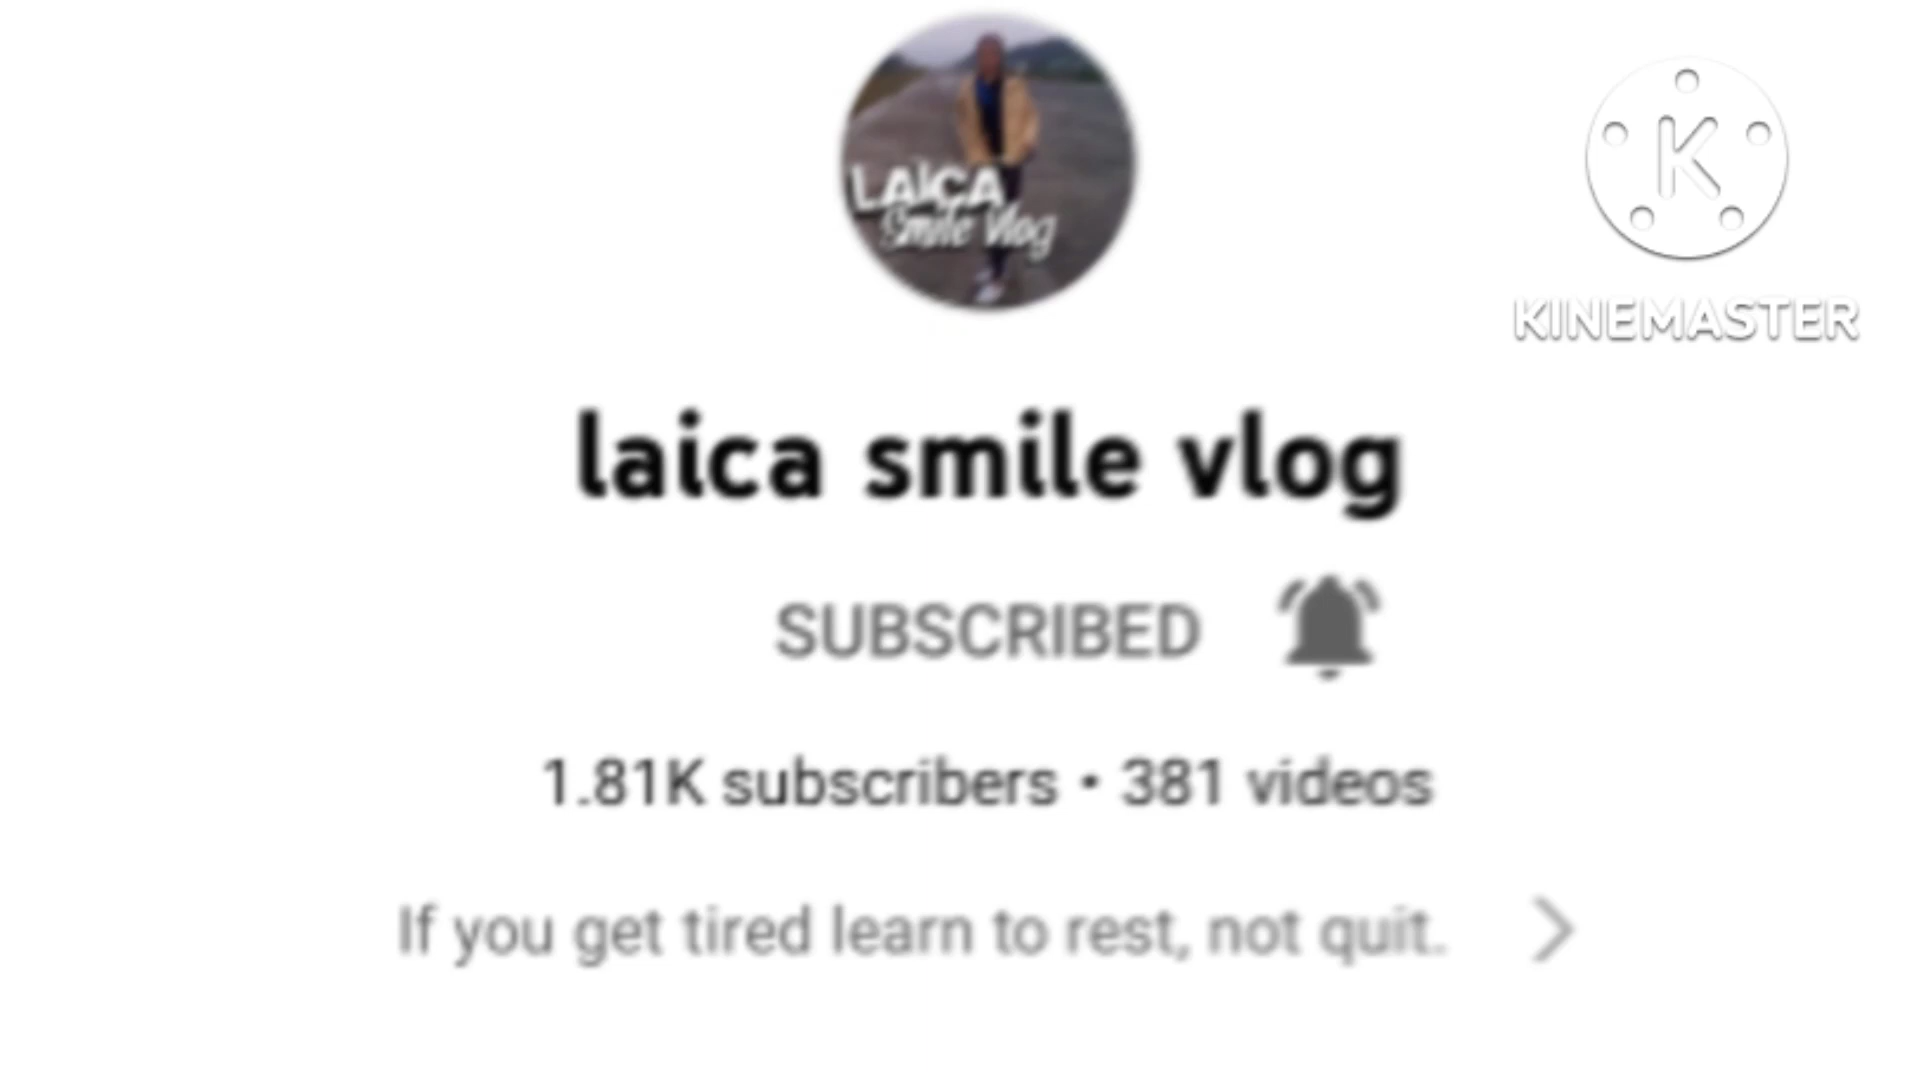 LAICA
Smile Vlog
K
KINEMASTER
laica smile vlog
SUBSCRIBED
1.81K subscribers • 381 videos
If you get tired learn to rest, not quit.